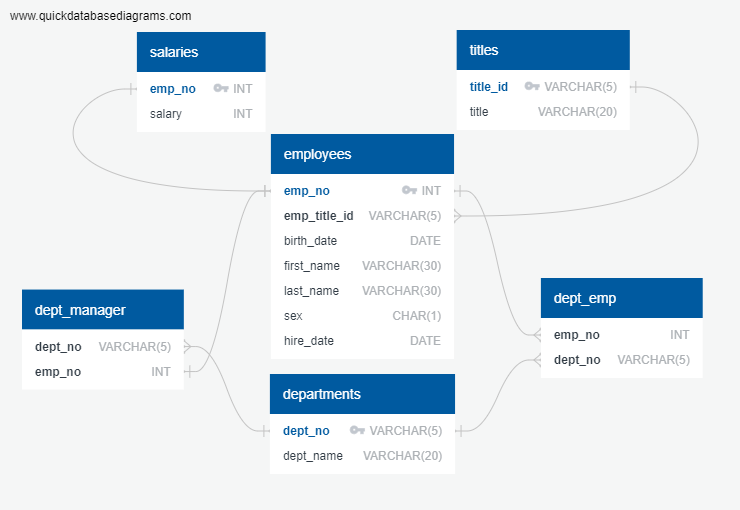 www.quickdatabasediagrams.com
salaries
emp_no INT
salary INT
titles
title_id VARCHAR(5)
title VARCHAR(20)
employees
emp_no INT
emp_title_id VARCHAR(5)
birth_date DATE
first_name VARCHAR(30)
last_name VARCHAR(30)
sex CHAR(1)
hire_date DATE
dept_manager
dept_no VARCHAR(5)
emp_no INT
dept_emp
emp_no INT
dept_no VARCHAR(5)
departments
dept_no VARCHAR(5)
dept_name VARCHAR(20)